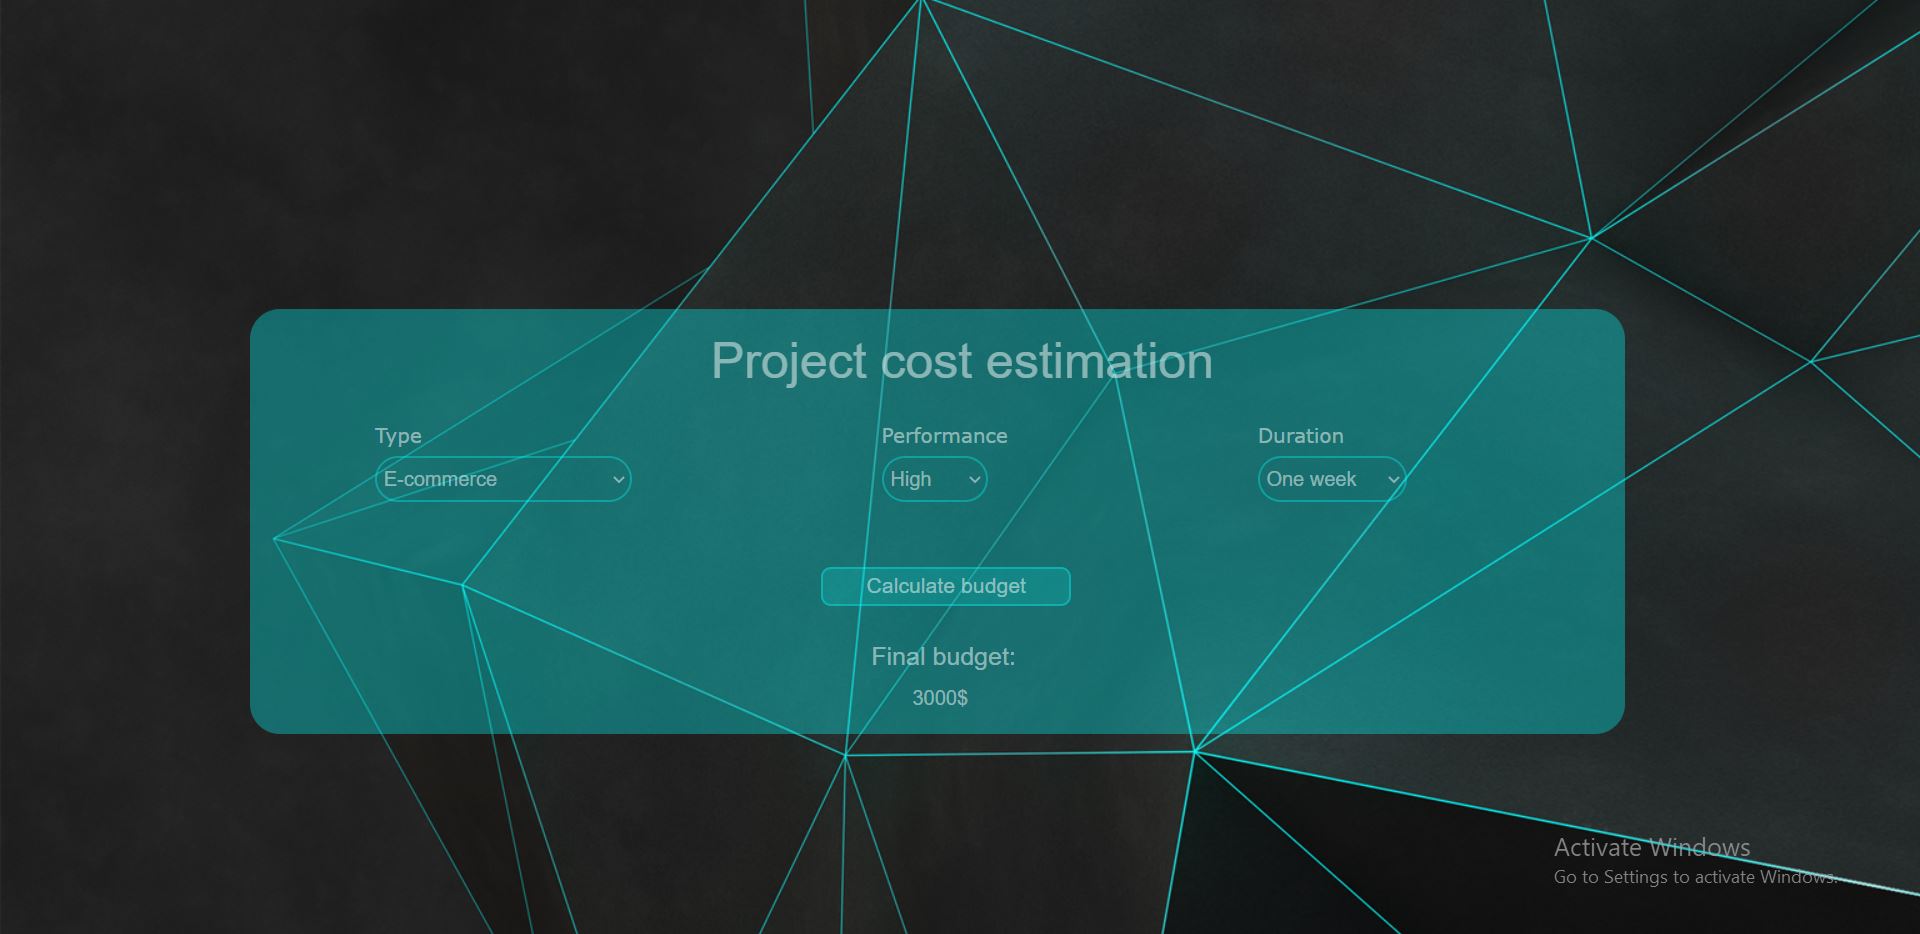 Project cost estimation
Type
Performance
Duration
E-commerce
High
One week
Calculate budget
Final budget:
3000$
Activate Windows
Go to Settings to activate Windows.